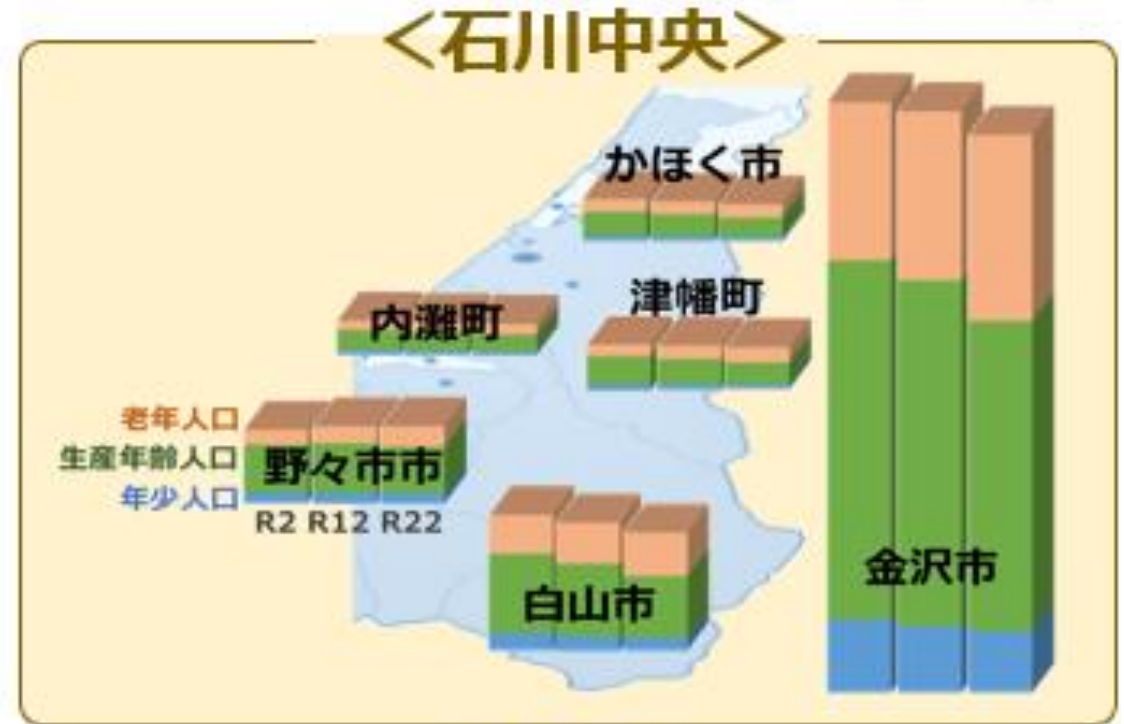 <石川中央>
かほく市
津幡町
内灘町
老年人口
生産年齢人口
年少人口
野々市市
R2 R12 R22
白山市
金沢市